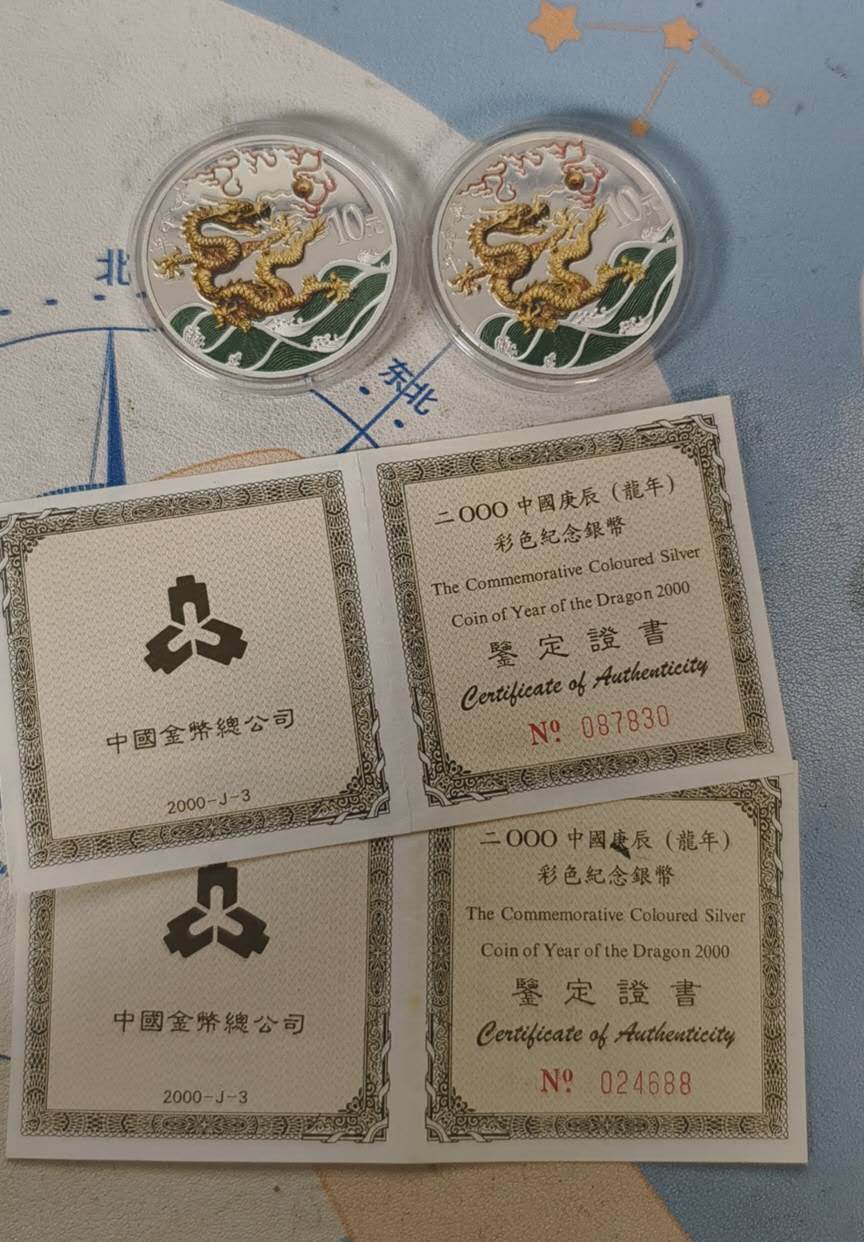 10元
10元
北
东北
二OOO中國庚辰（龍年）
彩色紀念銀幣
The Commemorative Coloured Silver
Coin of Year of the Dragon 2000
鑒定證書
Certificate of Authenticity
Nº 087830
中國金幣總公司
2000-J-3
二OOO中國庚辰（龍年）
彩色紀念銀幣
The Commemorative Coloured Silver
Coin of Year of the Dragon 2000
鑒定證書
Certificate of Authenticity
Nº 024688
中國金幣總公司
2000-J-3